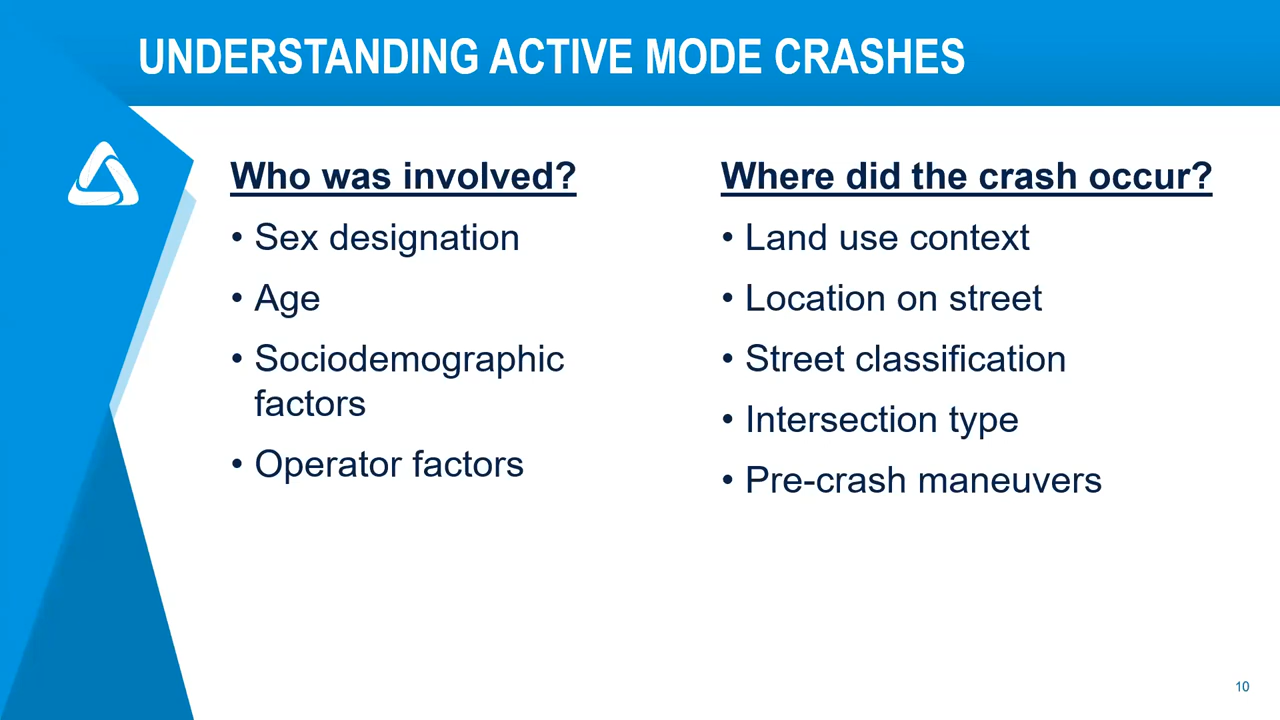 UNDERSTANDING ACTIVE MODE CRASHES
Who was involved?
• Sex designation
• Age
• Sociodemographic
factors
• Operator factors
Where did the crash occur?
• Land use context
• Location on street
• Street classification
• Intersection type
• Pre-crash maneuvers
10